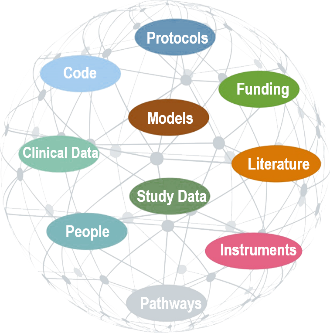 Protocols
Code
Funding
Models
Clinical Data
Literature
Study Data
People
Instruments
Pathways